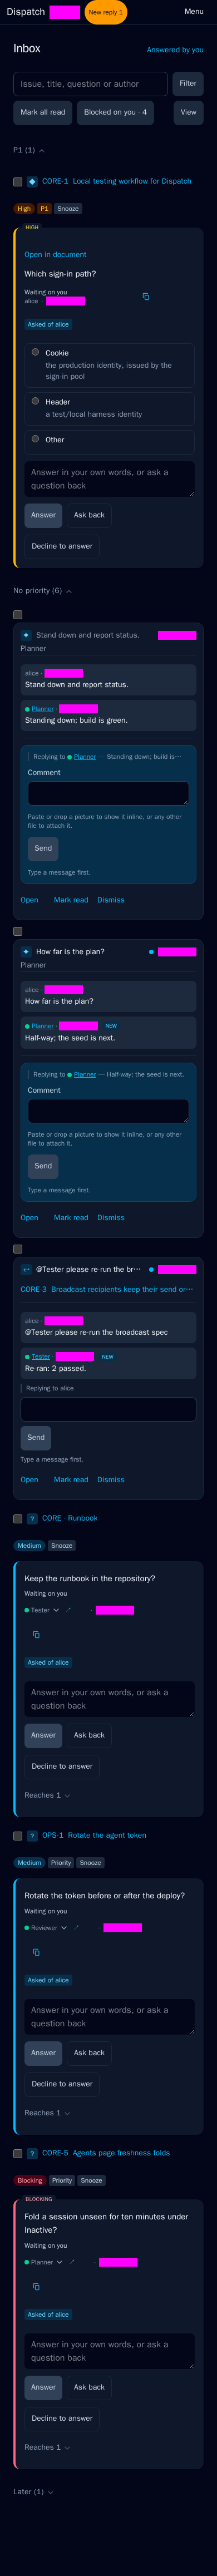 Dispatch
New reply 1
Menu
Inbox
Answered by you
Issue, title, question or author
Filter
Mark all read
Blocked on you · 4
View
P1 (1)
CORE-1 Local testing workflow for Dispatch
High
P1
Snooze
HIGH
Open in document
Which sign-in path?
Waiting on you
alice ·
Asked of alice
Cookie
the production identity, issued by the
sign-in pool
Header
a test/local harness identity
Other
Answer in your own words, or ask a
question back
Answer
Ask back
Decline to answer
No priority (6)
Stand down and report status.
Planner
alice ·
Stand down and report status.
Planner ·
Standing down; build is green.
Replying to Planner — Standing down; build is…
Comment
Paste or drop a picture to show it inline, or any other
file to attach it.
Send
Type a message first.
Open
Mark read
Dismiss
How far is the plan?
Planner
alice ·
How far is the plan?
Planner ·
NEW
Half-way; the seed is next.
Replying to Planner — Half-way; the seed is next.
Comment
Paste or drop a picture to show it inline, or any other
file to attach it.
Send
Type a message first.
Open
Mark read
Dismiss
@Tester please re-run the br…
CORE-3 Broadcast recipients keep their send or…
alice ·
@Tester please re-run the broadcast spec
Tester ·
NEW
Re-ran: 2 passed.
Replying to alice
Send
Type a message first.
Open
Mark read
Dismiss
? CORE · Runbook
Medium
Snooze
Keep the runbook in the repository?
Waiting on you
Tester
↗
·
Asked of alice
Answer in your own words, or ask a
question back
Answer
Ask back
Decline to answer
Reaches 1
? OPS-1 Rotate the agent token
Medium
Priority
Snooze
Rotate the token before or after the deploy?
Waiting on you
Reviewer
↗
·
Asked of alice
Answer in your own words, or ask a
question back
Answer
Ask back
Decline to answer
Reaches 1
? CORE-5 Agents page freshness folds
Blocking
Priority
Snooze
BLOCKING
Fold a session unseen for ten minutes under
Inactive?
Waiting on you
Planner
↗
·
Asked of alice
Answer in your own words, or ask a
question back
Answer
Ask back
Decline to answer
Reaches 1
Later (1)